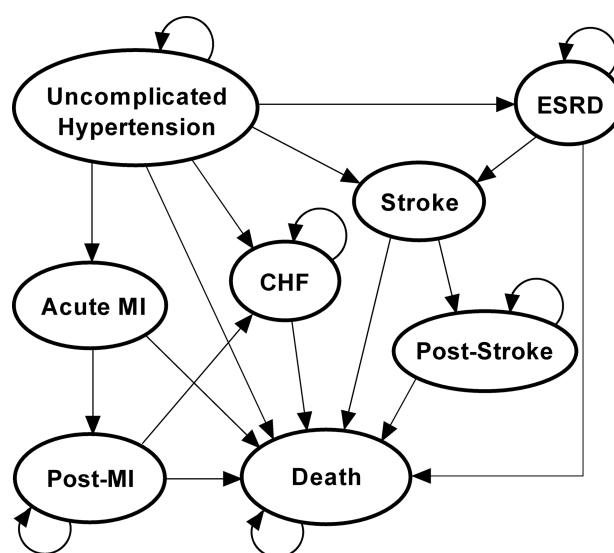 Uncomplicated
Hypertension
ESRD
Stroke
CHF
Acute MI
Post-Stroke
Post-MI
Death